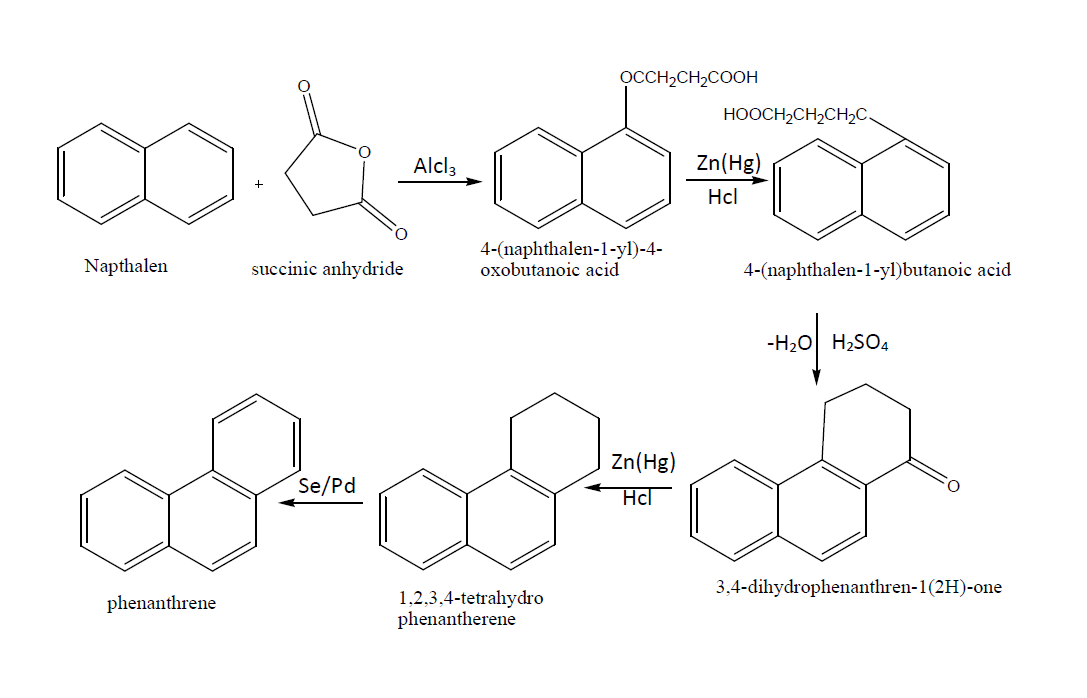 O
OCCH₂CH₂COOH
HOOCH₂CH₂CH₂C
O
+
Alcl₃
Zn(Hg)
Hcl
O
Napthalen
succinic anhydride
4-(naphthalen-1-yl)-4-
oxobutanoic acid
4-(naphthalen-1-yl)butanoic acid
-H₂O
H₂SO₄
Se/Pd
Zn(Hg)
Hcl
O
phenanthrene
1,2,3,4-tetrahydro
phenantherene
3,4-dihydrophenanthren-1(2H)-one